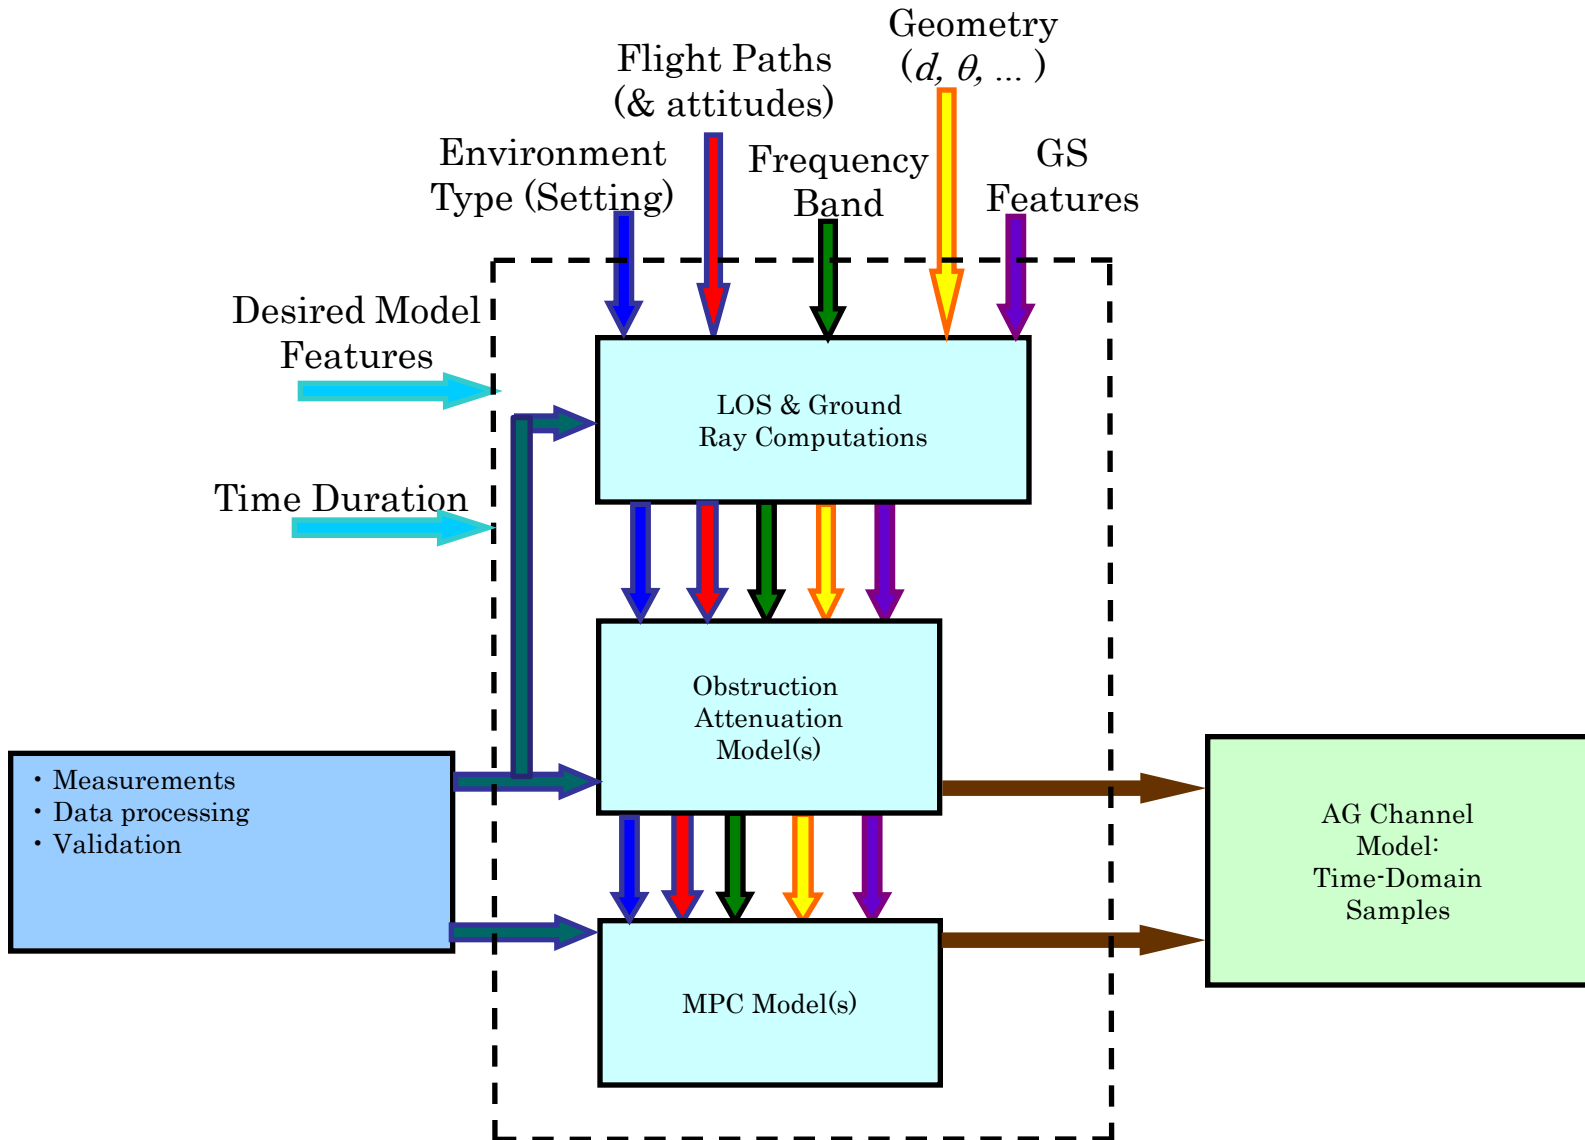 Geometry
(d, θ, ... )
Flight Paths
(& attitudes)
Environment
Type (Setting)
Frequency
Band
GS
Features
Desired Model
Features
LOS & Ground
Ray Computations
Time Duration
Obstruction
Attenuation
Model(s)
• Measurements
• Data processing
• Validation
AG Channel
Model:
Time-Domain
Samples
MPC Model(s)